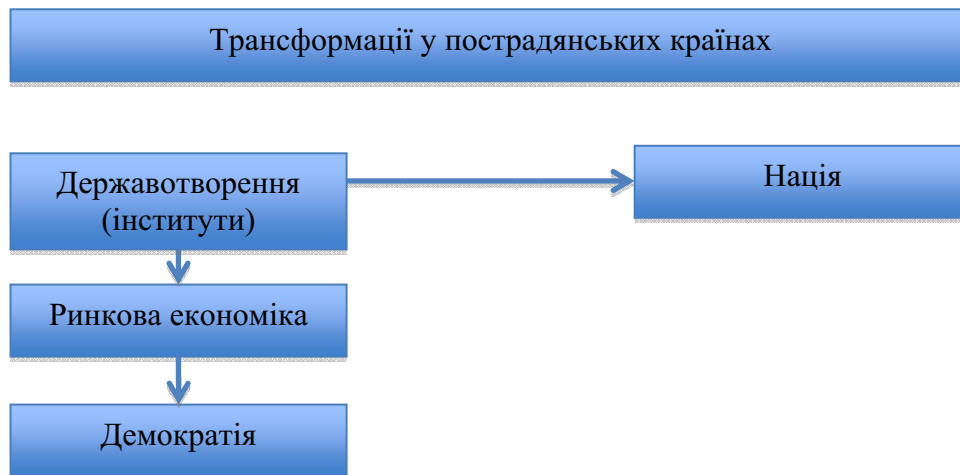 Трансформації у пострадянських країнах
Державотворення
(інститути)
Нація
Ринкова економіка
Демократія